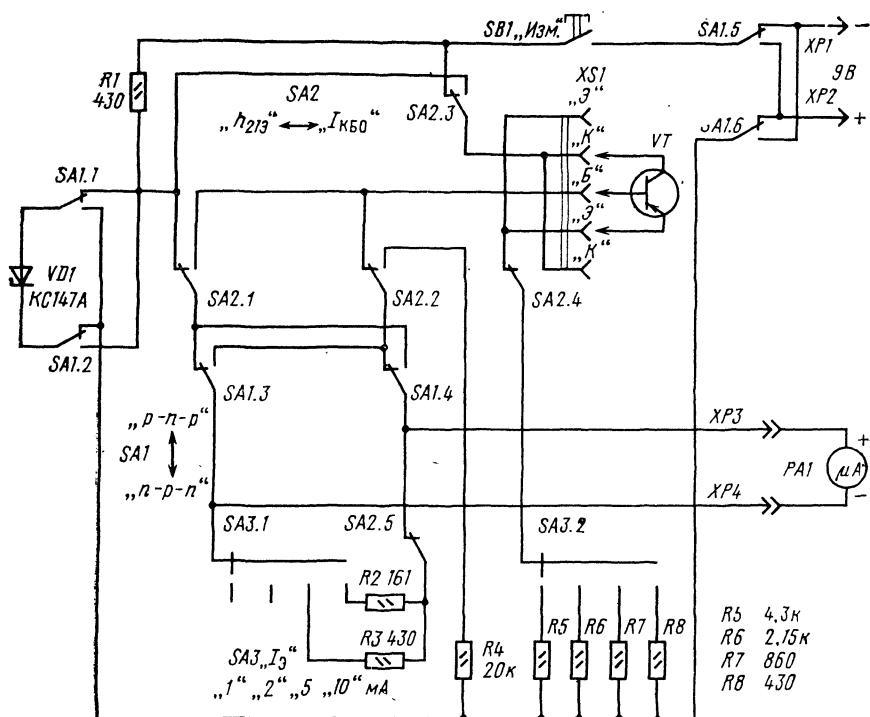 SB1 „Изм.“
SA1.5
XP1
−
R1
430
9В
XP2
+
SA2
„h21Э“ ↔ „IКБО“
SA2.3
XS1
„Э“
„К“
„Б“
„Э“
„К“
VT
SA1.6
SA1.1
VD1
КС147А
SA2.1
SA2.2
SA2.4
SA1.2
SA1.3
SA1.4
„p-n-p“
SA1
„n-p-n“
XP3
XP4
PA1
+
μA
−
SA3.1
SA2.5
SA3.2
R2 161
R3 430
SA3 „IЭ“
„1“ „2“ „5 „10“ мА
R4
20к
R5
R6
R7
R8
R5 4,3к
R6 2,15к
R7 860
R8 430